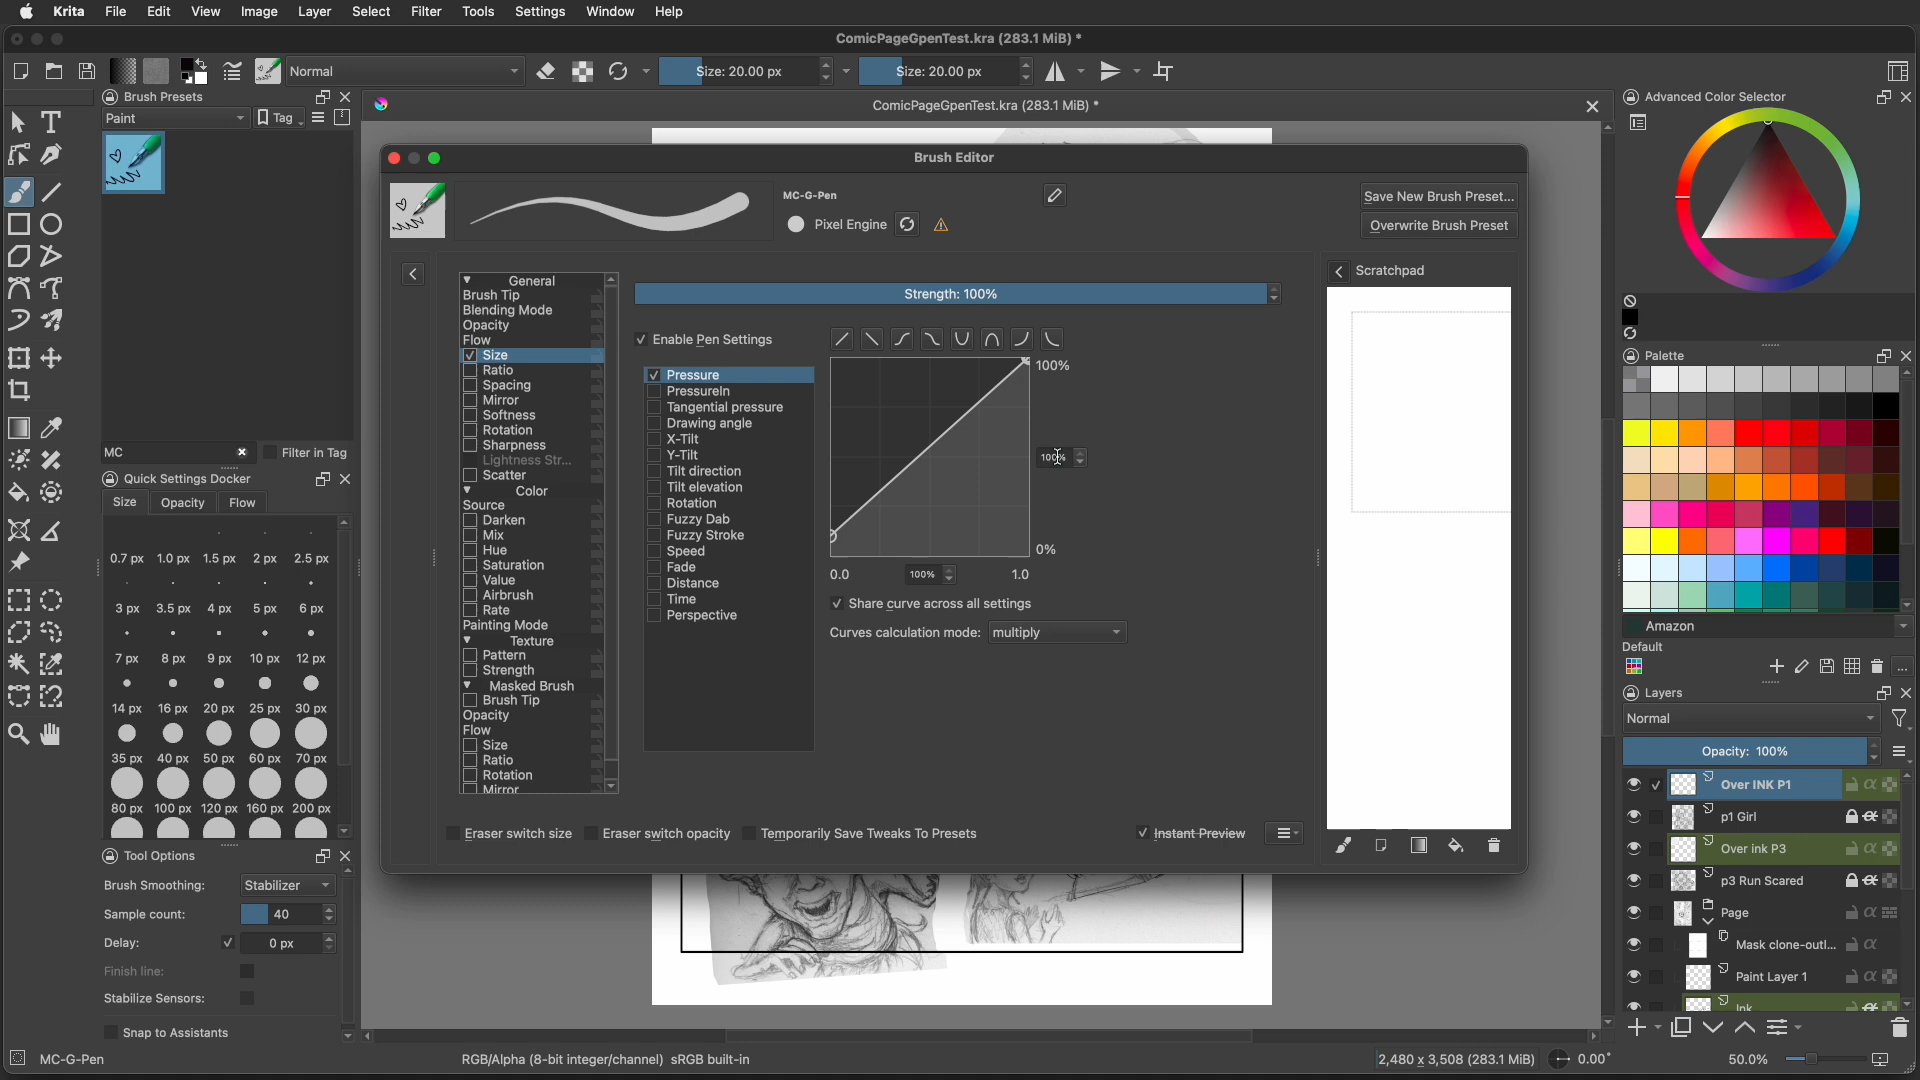 Krita File Edit View Image Layer Select Filter Tools Settings Window Help
ComicPageGpenTest.kra (283.1 MiB) *
Normal
Size: 20.00 px
Size: 20.00 px
Brush Presets
Paint
Tag
MC
Filter in Tag
Quick Settings Docker
Size Opacity Flow
0.7 px 1.0 px 1.5 px 2 px 2.5 px
3 px 3.5 px 4 px 5 px 6 px
7 px 8 px 9 px 10 px 12 px
14 px 16 px 20 px 25 px 30 px
35 px 40 px 50 px 60 px 70 px
80 px 100 px 120 px 160 px 200 px
Tool Options
Brush Smoothing: Stabilizer
Sample count: 40
Delay: 0 px
Finish line:
Stabilize Sensors:
Snap to Assistants
ComicPageGpenTest.kra (283.1 MiB) *
Brush Editor
MC-G-Pen
Pixel Engine
Save New Brush Preset...
Overwrite Brush Preset
General
Brush Tip
Blending Mode
Opacity
Flow
Size
Ratio
Spacing
Mirror
Softness
Rotation
Sharpness
Lightness Str...
Scatter
Color
Source
Darken
Mix
Hue
Saturation
Value
Airbrush
Rate
Painting Mode
Texture
Pattern
Strength
Masked Brush
Brush Tip
Opacity
Flow
Size
Ratio
Rotation
Mirror
Strength: 100%
Enable Pen Settings
Pressure
PressureIn
Tangential pressure
Drawing angle
X-Tilt
Y-Tilt
Tilt direction
Tilt elevation
Rotation
Fuzzy Dab
Fuzzy Stroke
Speed
Fade
Distance
Time
Perspective
100%
100%
0%
0.0 100% 1.0
Share curve across all settings
Curves calculation mode: multiply
Eraser switch size Eraser switch opacity Temporarily Save Tweaks To Presets
Instant Preview
Scratchpad
Advanced Color Selector
Palette
Amazon
Default
...
Layers
Normal
Opacity: 100%
Over INK P1
p1 Girl
Over ink P3
p3 Run Scared
Page
Mask clone-outl...
Paint Layer 1
Ink
MC-G-Pen
RGB/Alpha (8-bit integer/channel) sRGB built-in
2,480 x 3,508 (283.1 MiB)
0.00°
50.0%